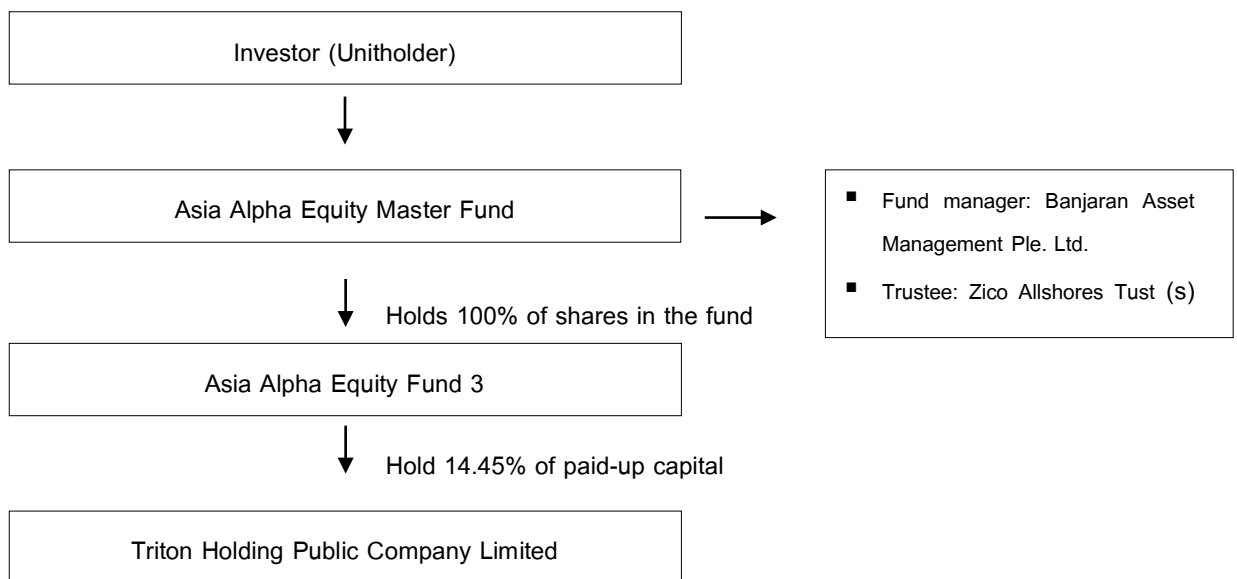 Investor (Unitholder)
Asia Alpha Equity Master Fund
▪ Fund manager: Banjaran Asset
Management Ple. Ltd.
▪ Trustee: Zico Allshores Tust (s)
Holds 100% of shares in the fund
Asia Alpha Equity Fund 3
Hold 14.45% of paid-up capital
Triton Holding Public Company Limited